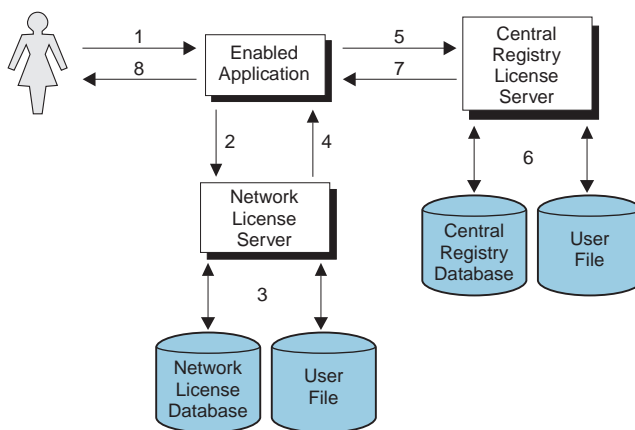 1
Enabled
Application
5
Central
Registry
License
Server
8
7
2
4
6
Network
License
Server
Central
Registry
Database
User
File
3
Network
License
Database
User
File